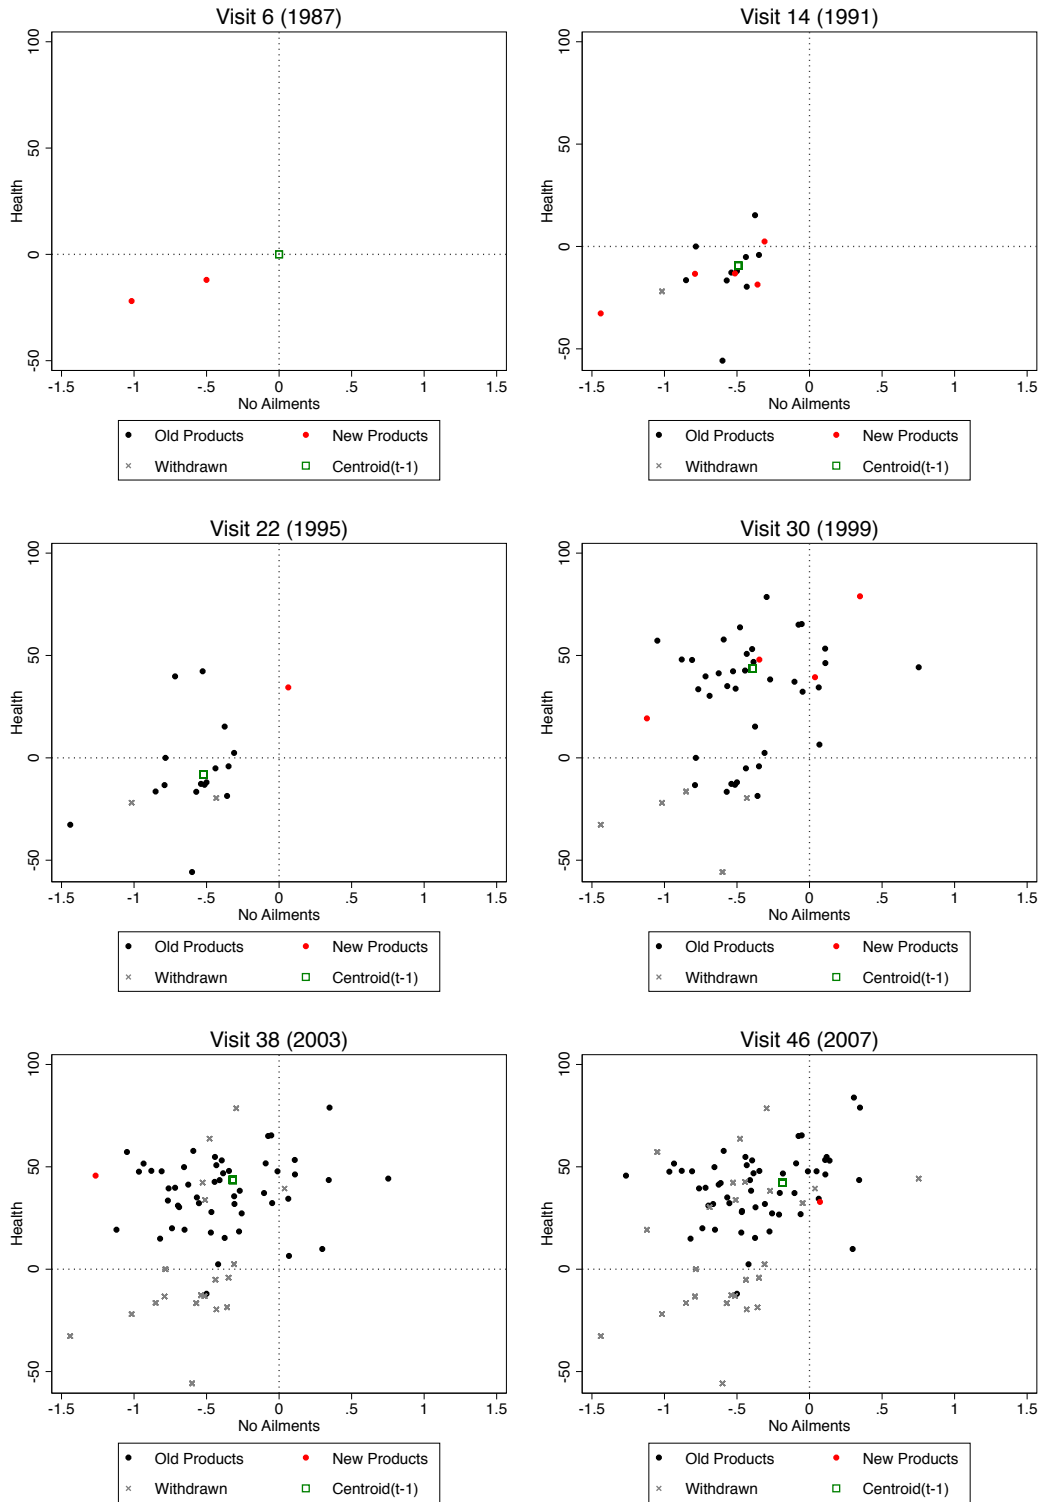 Visit 6 (1987)
100
50
0
-50
Health
-1.5 -1 -.5 0 .5 1 1.5
No Ailments
Old Products New Products
Withdrawn Centroid(t-1)
Visit 14 (1991)
100
50
0
-50
Health
-1.5 -1 -.5 0 .5 1 1.5
No Ailments
Old Products New Products
Withdrawn Centroid(t-1)
Visit 22 (1995)
100
50
0
-50
Health
-1.5 -1 -.5 0 .5 1 1.5
No Ailments
Old Products New Products
Withdrawn Centroid(t-1)
Visit 30 (1999)
100
50
0
-50
Health
-1.5 -1 -.5 0 .5 1 1.5
No Ailments
Old Products New Products
Withdrawn Centroid(t-1)
Visit 38 (2003)
100
50
0
-50
Health
-1.5 -1 -.5 0 .5 1 1.5
No Ailments
Old Products New Products
Withdrawn Centroid(t-1)
Visit 46 (2007)
100
50
0
-50
Health
-1.5 -1 -.5 0 .5 1 1.5
No Ailments
Old Products New Products
Withdrawn Centroid(t-1)